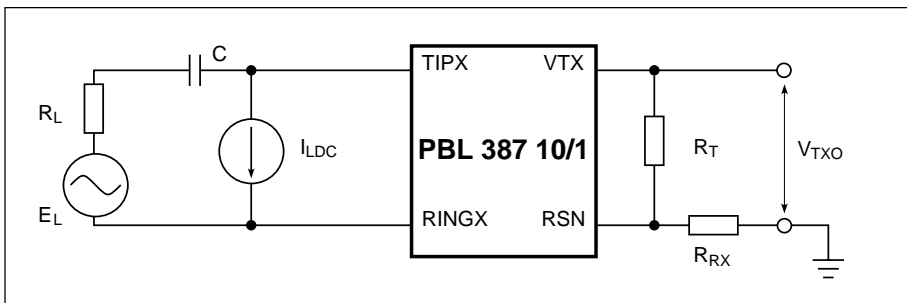 C
TIPX VTX
R_L
I_LDC
PBL 387 10/1
R_T
V_TXO
E_L
RINGX RSN
R_RX